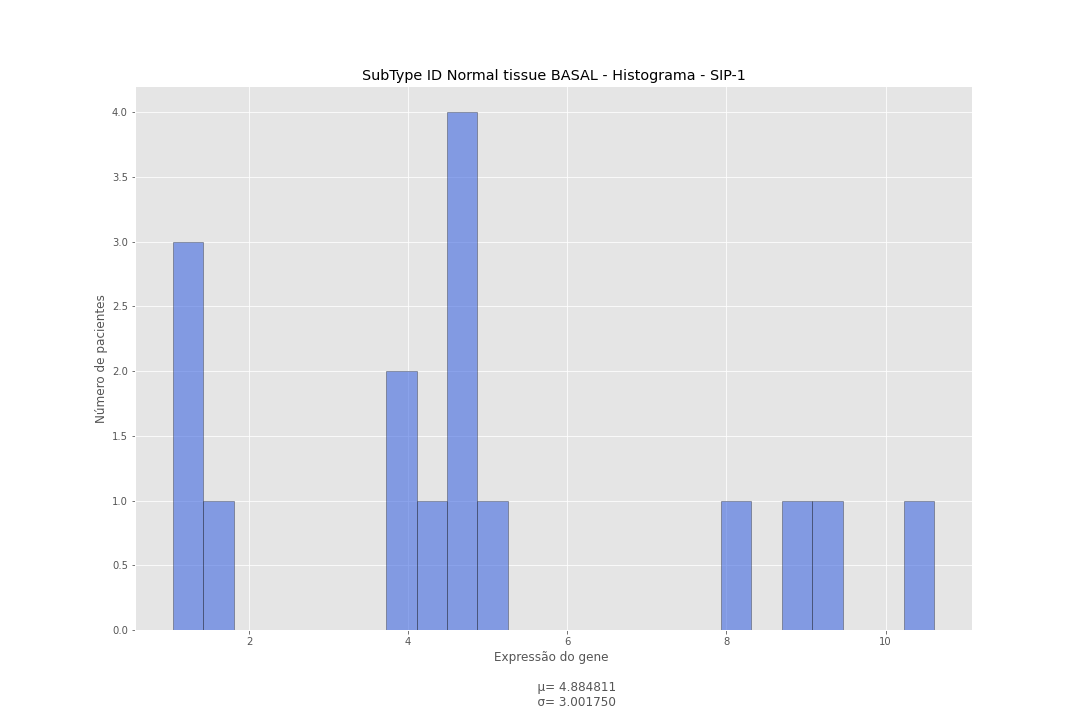 SubType ID Normal tissue BASAL - Histograma - SIP-1
4.0
3.5
3.0
2.5
2.0
1.5
1.0
0.5
0.0
Número de pacientes
2 4 6 8 10
Expressão do gene
μ= 4.884811
σ= 3.001750